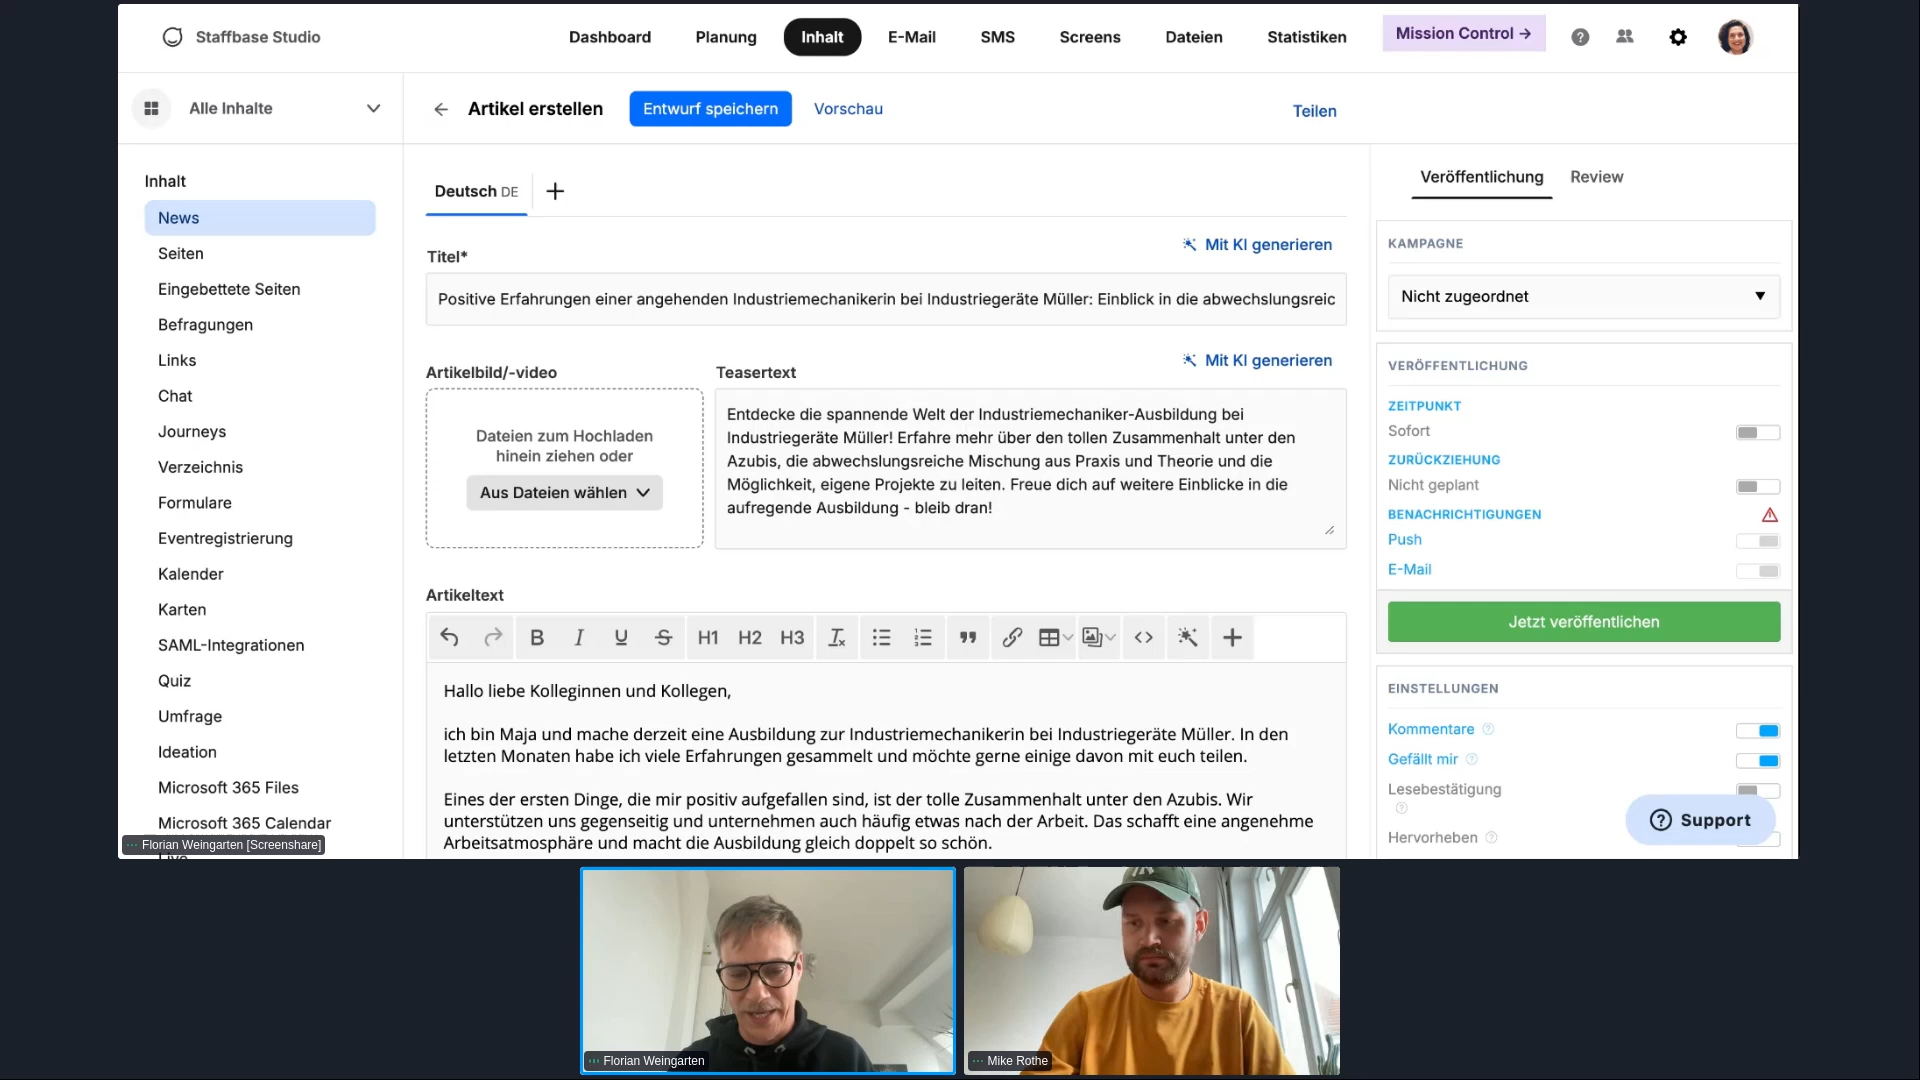 Staffbase Studio
Dashboard
Planung
Inhalt
E-Mail
SMS
Screens
Dateien
Statistiken
Mission Control →
Alle Inhalte
Artikel erstellen
Entwurf speichern
Vorschau
Teilen
Inhalt
News
Seiten
Eingebettete Seiten
Befragungen
Links
Chat
Journeys
Verzeichnis
Formulare
Eventregistrierung
Kalender
Karten
SAML-Integrationen
Quiz
Umfrage
Ideation
Microsoft 365 Files
Microsoft 365 Calendar
Live
Florian Weingarten [Screenshare]
Deutsch DE
Titel*
Mit KI generieren
Positive Erfahrungen einer angehenden Industriemechanikerin bei Industriegeräte Müller: Einblick in die abwechslungsreic
Artikelbild/-video
Dateien zum Hochladen
hinein ziehen oder
Aus Dateien wählen
Teasertext
Mit KI generieren
Entdecke die spannende Welt der Industriemechaniker-Ausbildung bei
Industriegeräte Müller! Erfahre mehr über den tollen Zusammenhalt unter den
Azubis, die abwechslungsreiche Mischung aus Praxis und Theorie und die
Möglichkeit, eigene Projekte zu leiten. Freue dich auf weitere Einblicke in die
aufregende Ausbildung - bleib dran!
Artikeltext
B I U S H1 H2 H3
Hallo liebe Kolleginnen und Kollegen,
ich bin Maja und mache derzeit eine Ausbildung zur Industriemechanikerin bei Industriegeräte Müller. In den
letzten Monaten habe ich viele Erfahrungen gesammelt und möchte gerne einige davon mit euch teilen.
Eines der ersten Dinge, die mir positiv aufgefallen sind, ist der tolle Zusammenhalt unter den Azubis. Wir
unterstützen uns gegenseitig und unternehmen auch häufig etwas nach der Arbeit. Das schafft eine angenehme
Arbeitsatmosphäre und macht die Ausbildung gleich doppelt so schön.
Veröffentlichung
Review
KAMPAGNE
Nicht zugeordnet
VERÖFFENTLICHUNG
ZEITPUNKT
Sofort
ZURÜCKZIEHUNG
Nicht geplant
BENACHRICHTIGUNGEN
Push
E-Mail
Jetzt veröffentlichen
EINSTELLUNGEN
Kommentare
Gefällt mir
Lesebestätigung
Hervorheben
Support
Florian Weingarten
Mike Rothe